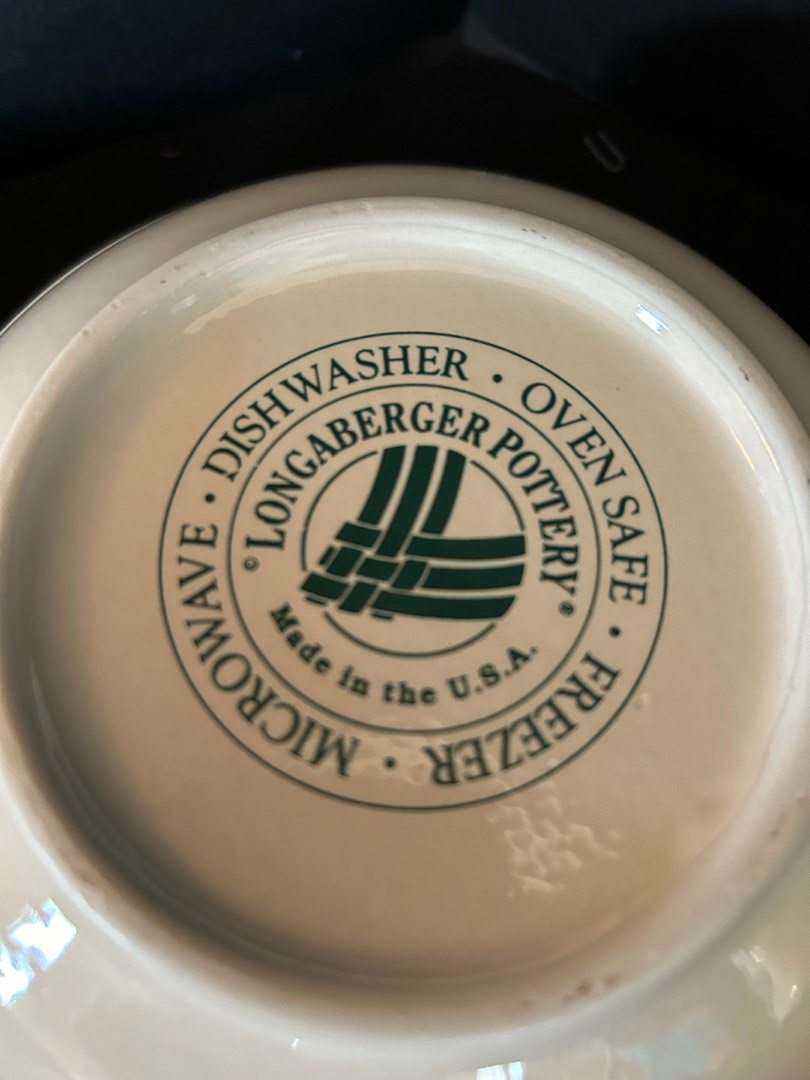 DISHWASHER • OVEN SAFE • FREEZER • MICROWAVE •
© LONGABERGER POTTERY ®
Made in the U.S.A.